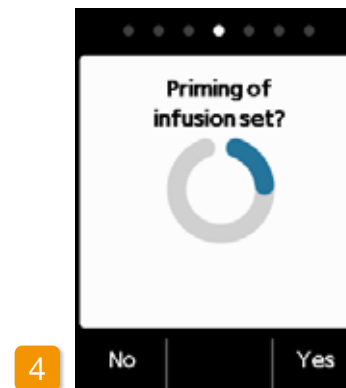 Priming of
infusion set?
4
No
Yes